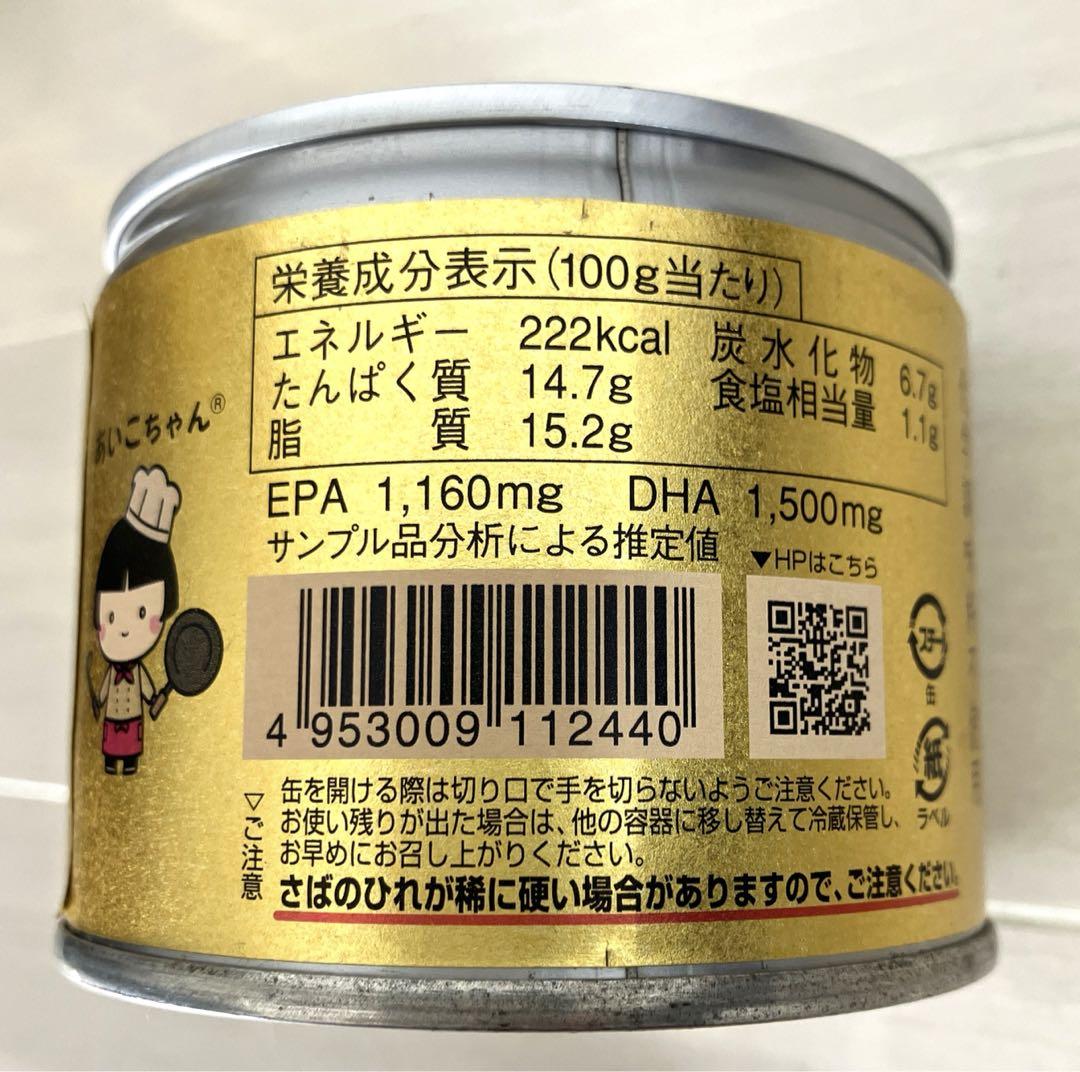 栄養成分表示(100g当たり)
エネルギー 222kcal 炭水化物 6.7g
たんぱく質 14.7g 食塩相当量 1.1g
脂質 15.2g
EPA 1,160mg DHA 1,500mg
サンプル品分析による推定値
▼HPはこちら
あいこちゃん®
4 953009 112440
スチール
缶
紙
ラベル
▽ご注意
缶を開ける際は切り口で手を切らないようご注意ください。
お使い残りが出た場合は、他の容器に移し替えて冷蔵保管し、
お早めにお召し上がりください。
さばのひれが稀に硬い場合がありますので、ご注意ください。